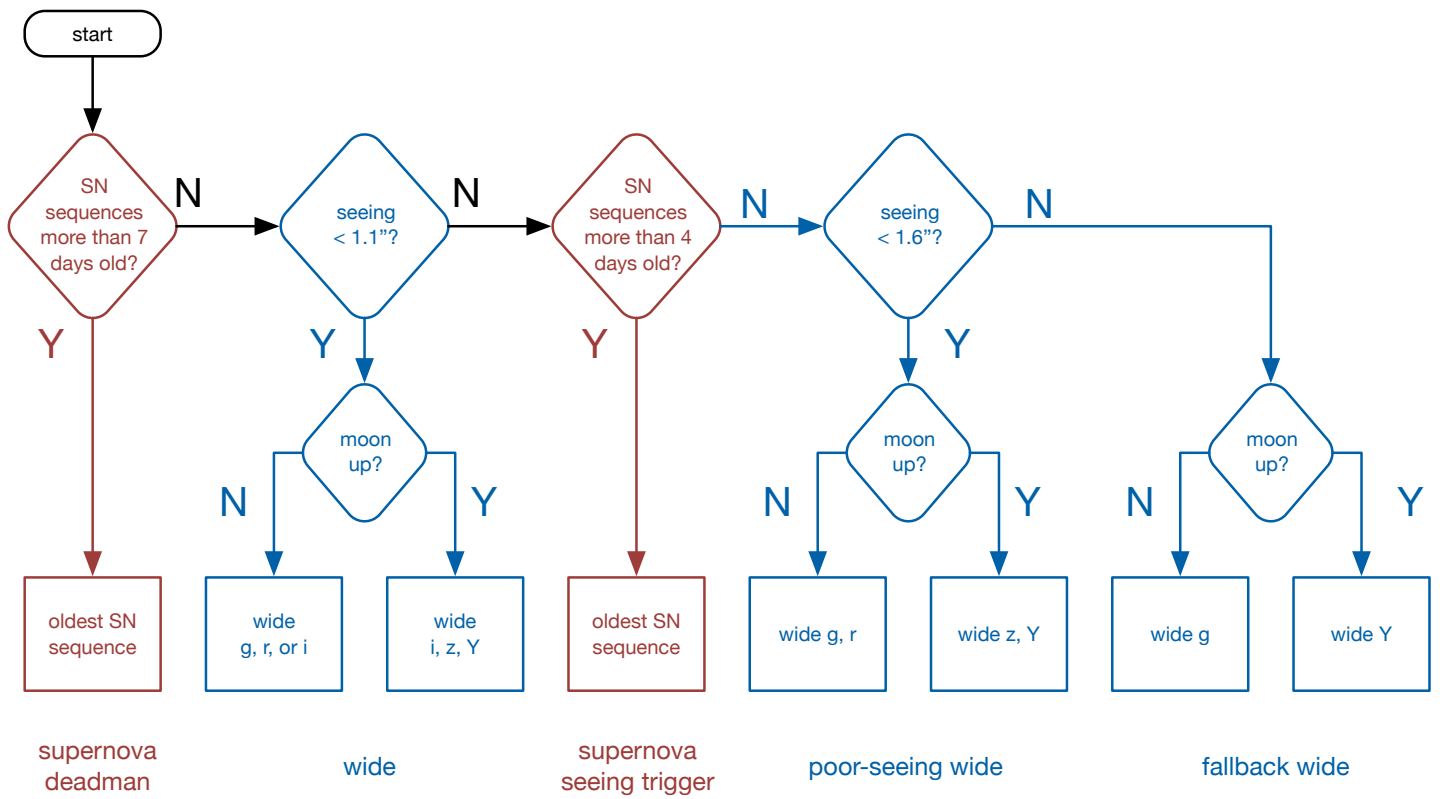 start
SN
sequences
more than 7
days old?
N
Y
seeing
< 1.1”?
N
Y
SN
sequences
more than 4
days old?
N
Y
seeing
< 1.6”?
N
Y
moon
up?
N
Y
moon
up?
N
Y
moon
up?
N
Y
oldest SN
sequence
wide
g, r, or i
wide
i, z, Y
oldest SN
sequence
wide g, r
wide z, Y
wide g
wide Y
supernova
deadman
wide
supernova
seeing trigger
poor-seeing wide
fallback wide